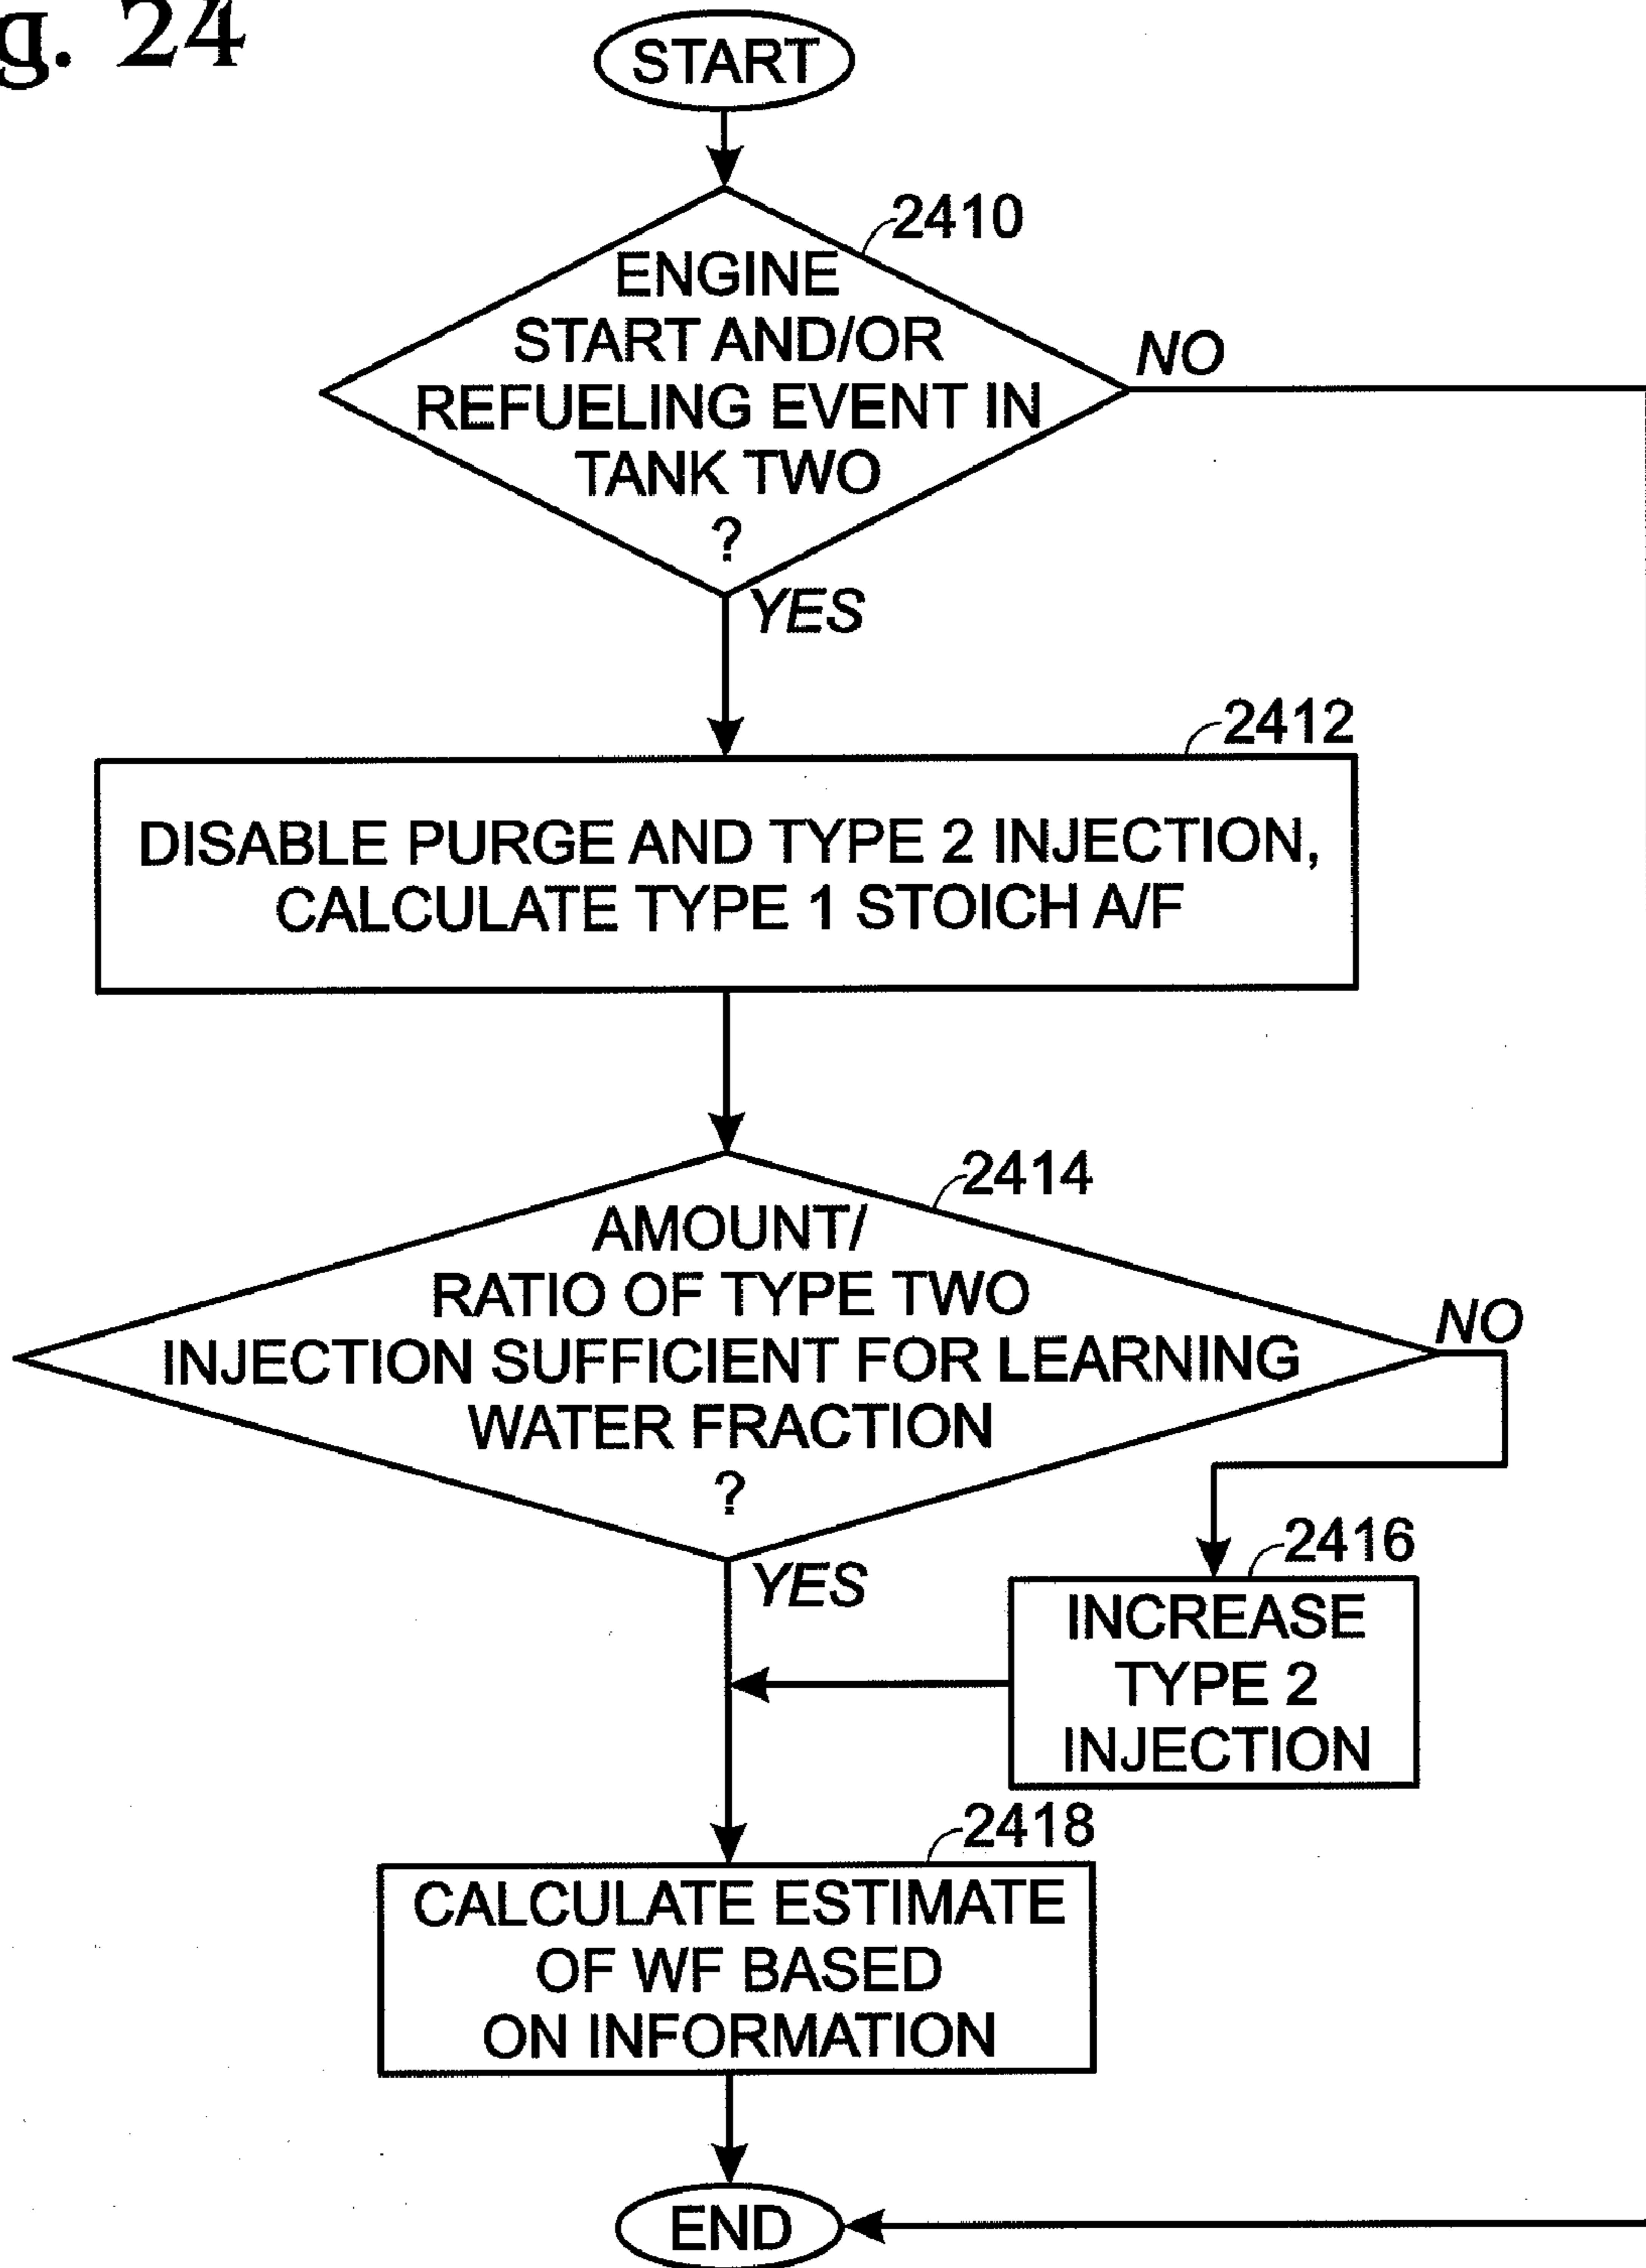 g. 24
START
2410
ENGINE
START AND/OR
REFUELING EVENT IN
TANK TWO
?
NO
YES
2412
DISABLE PURGE AND TYPE 2 INJECTION,
CALCULATE TYPE 1 STOICH A/F
2414
AMOUNT/
RATIO OF TYPE TWO
INJECTION SUFFICIENT FOR LEARNING
WATER FRACTION
?
NO
YES
2416
INCREASE
TYPE 2
INJECTION
2418
CALCULATE ESTIMATE
OF WF BASED
ON INFORMATION
END